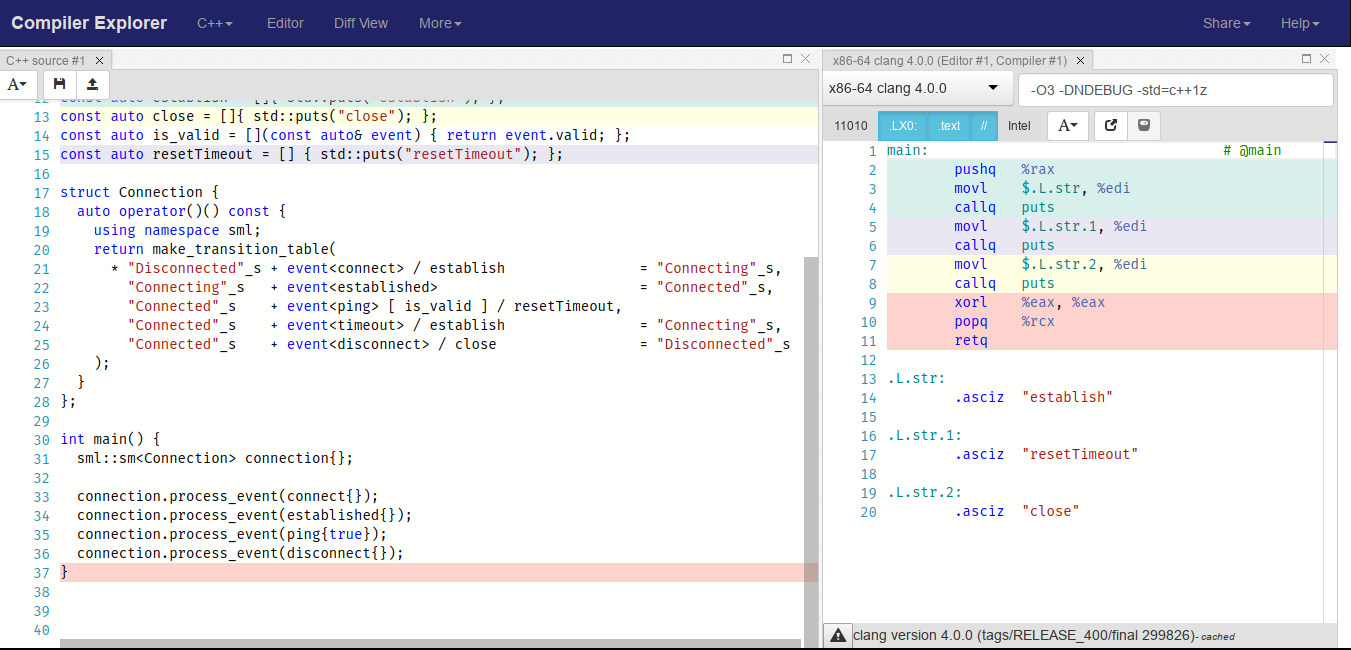 Compiler Explorer C++ Editor Diff View More Share Help
C++ source #1
A
12 const auto establish = []{ std::puts("establish"); };
13 const auto close = []{ std::puts("close"); };
14 const auto is_valid = [](const auto& event) { return event.valid; };
15 const auto resetTimeout = [] { std::puts("resetTimeout"); };
16
17 struct Connection {
18 auto operator()() const {
19 using namespace sml;
20 return make_transition_table(
21 * "Disconnected"_s + event<connect> / establish = "Connecting"_s,
22 "Connecting"_s + event<established> = "Connected"_s,
23 "Connected"_s + event<ping> [ is_valid ] / resetTimeout,
24 "Connected"_s + event<timeout> / establish = "Connecting"_s,
25 "Connected"_s + event<disconnect> / close = "Disconnected"_s
26 );
27 }
28 };
29
30 int main() {
31 sml::sm<Connection> connection{};
32
33 connection.process_event(connect{});
34 connection.process_event(established{});
35 connection.process_event(ping{true});
36 connection.process_event(disconnect{});
37 }
38
39
40
x86-64 clang 4.0.0 (Editor #1, Compiler #1)
x86-64 clang 4.0.0 -O3 -DNDEBUG -std=c++1z
11010 .LX0: .text // Intel A
1 main: # @main
2 pushq %rax
3 movl $.L.str, %edi
4 callq puts
5 movl $.L.str.1, %edi
6 callq puts
7 movl $.L.str.2, %edi
8 callq puts
9 xorl %eax, %eax
10 popq %rcx
11 retq
12
13 .L.str:
14 .asciz "establish"
15
16 .L.str.1:
17 .asciz "resetTimeout"
18
19 .L.str.2:
20 .asciz "close"
clang version 4.0.0 (tags/RELEASE_400/final 299826)- cached